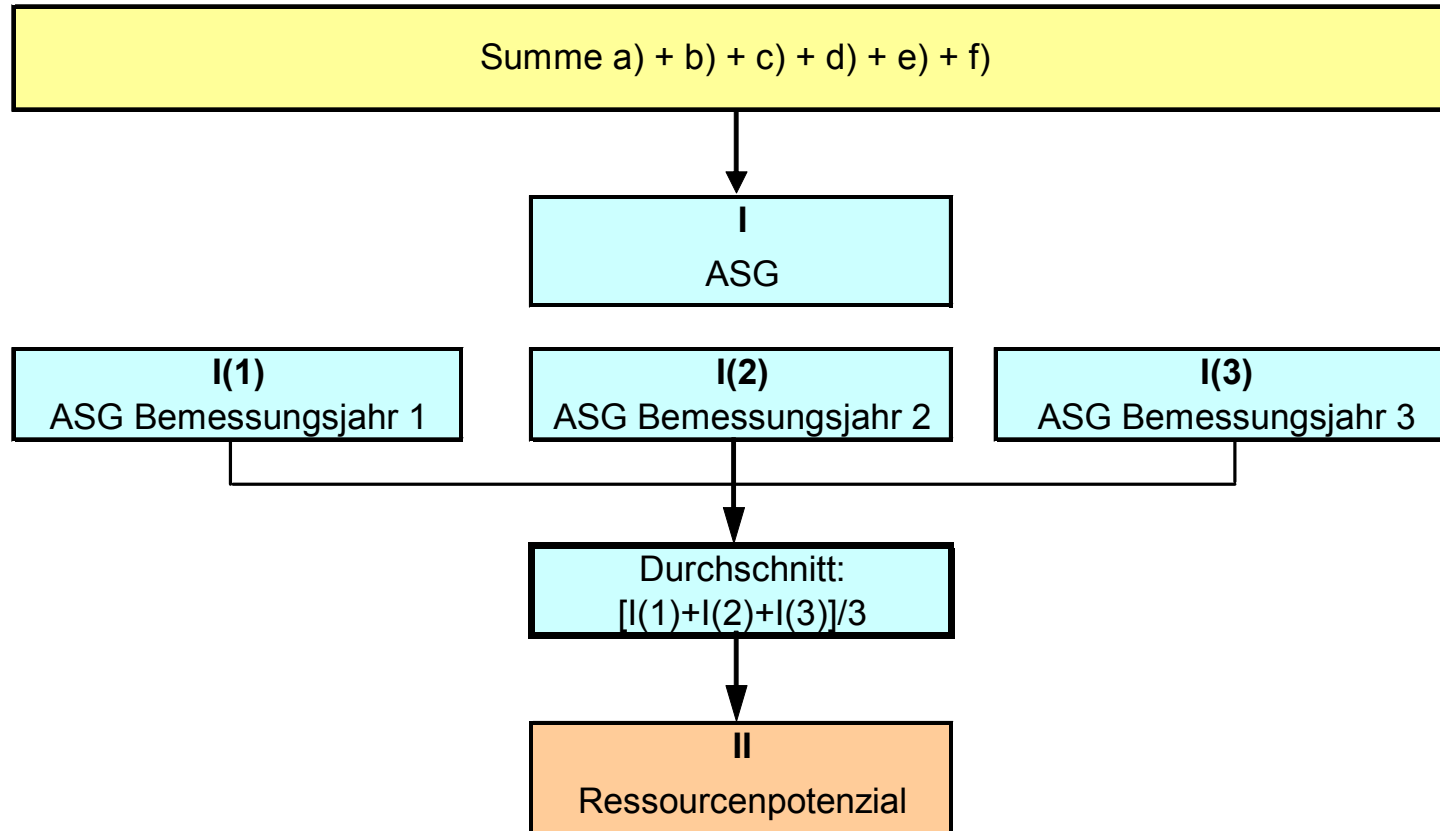 Summe a) + b) + c) + d) + e) + f)
I
ASG
I(1)
ASG Bemessungsjahr 1
I(2)
ASG Bemessungsjahr 2
I(3)
ASG Bemessungsjahr 3
Durchschnitt:
[I(1)+I(2)+I(3)]/3
II
Ressourcenpotenzial